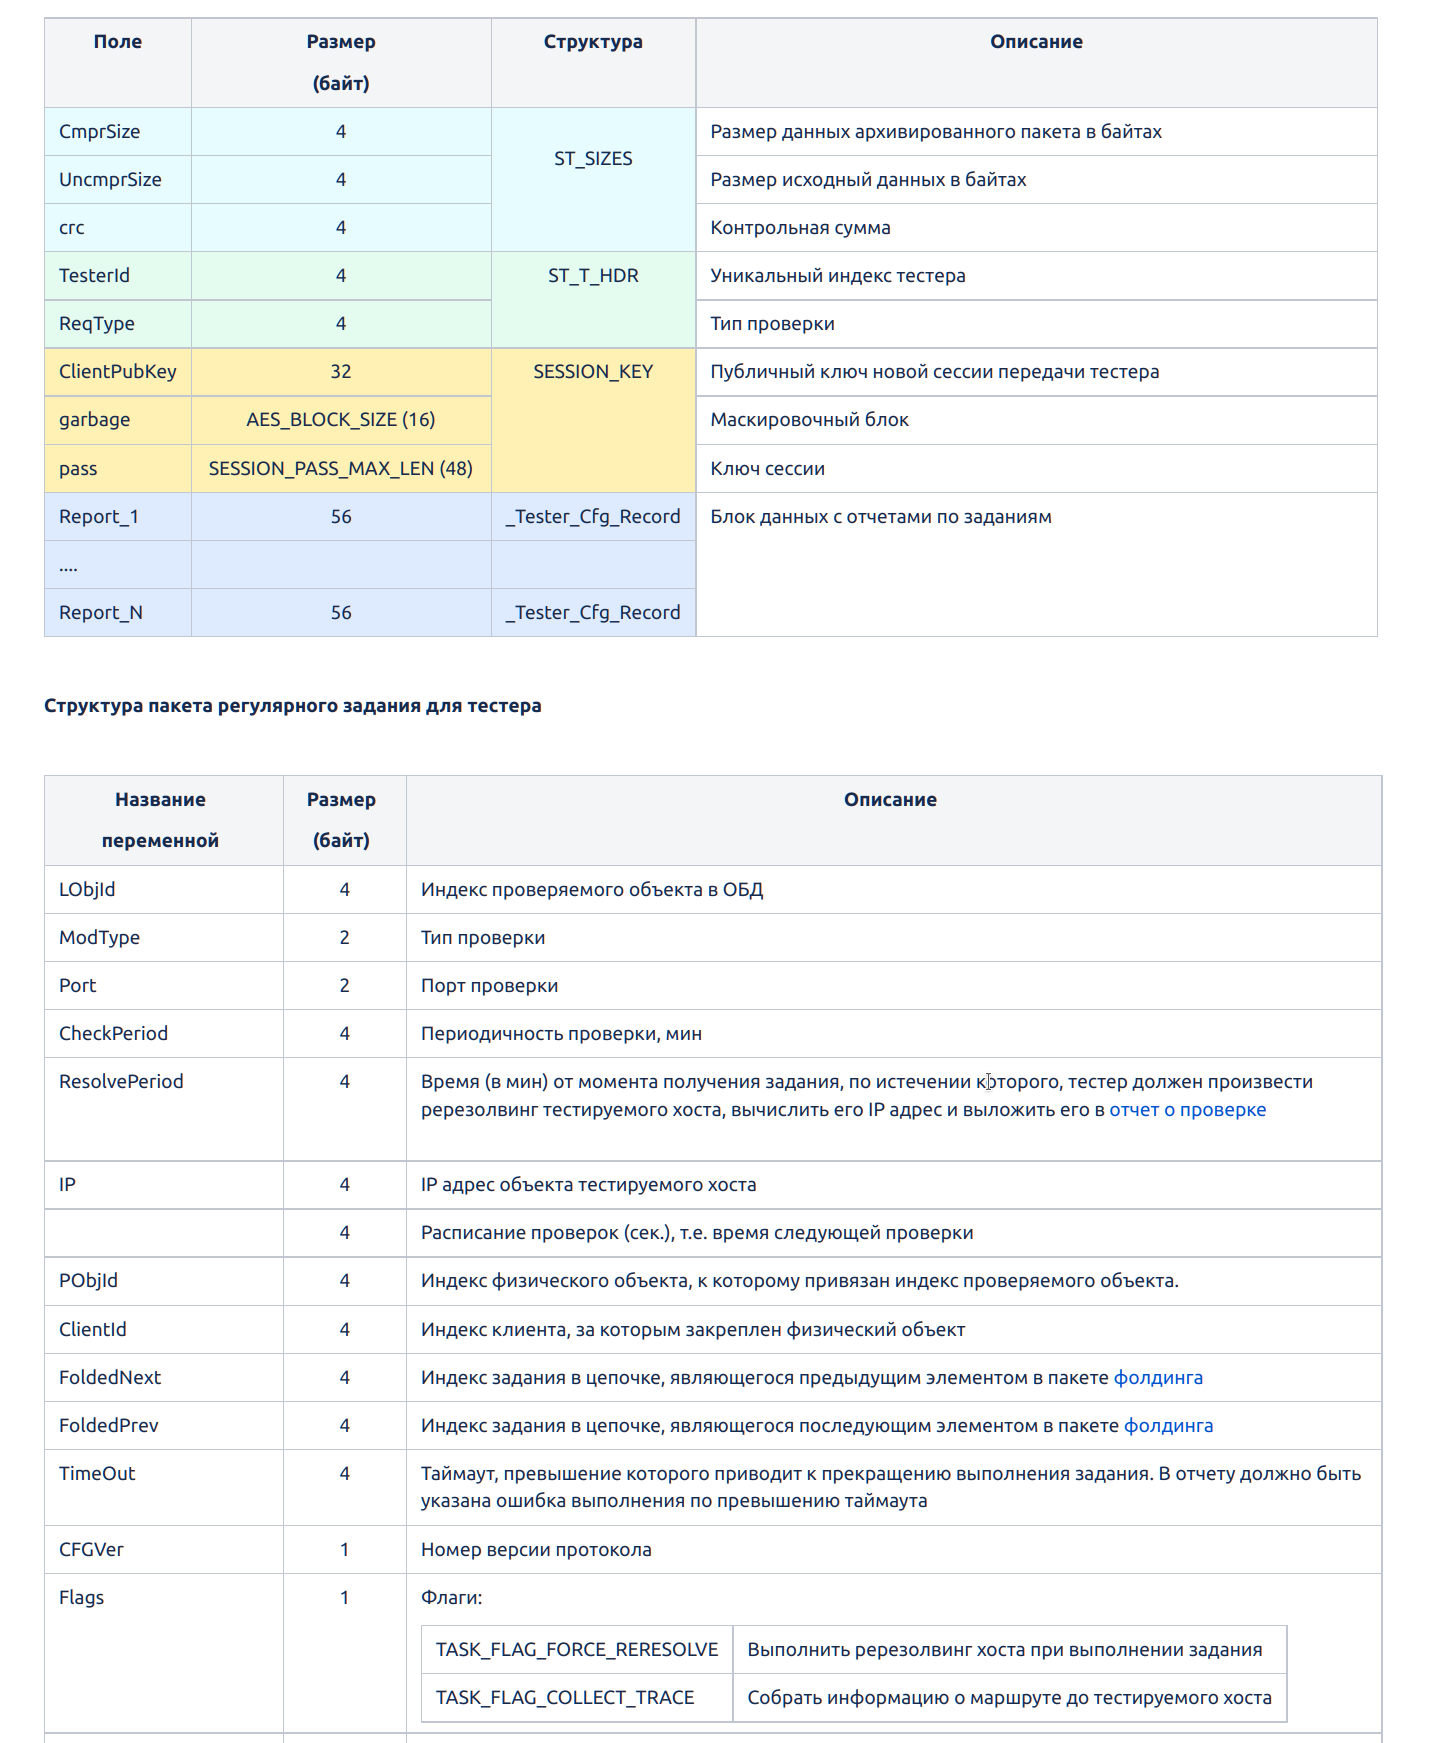 Поле Размер Структура Описание
(байт)
CmprSize 4 ST_SIZES Размер данных архивированного пакета в байтах
UncmprSize 4 Размер исходный данных в байтах
crc 4 Контрольная сумма
TesterId 4 ST_T_HDR Уникальный индекс тестера
ReqType 4 Тип проверки
ClientPubKey 32 SESSION_KEY Публичный ключ новой сессии передачи тестера
garbage AES_BLOCK_SIZE (16) Маскировочный блок
pass SESSION_PASS_MAX_LEN (48) Ключ сессии
Report_1 56 _Tester_Cfg_Record Блок данных с отчетами по заданиям
....
Report_N 56 _Tester_Cfg_Record
Структура пакета регулярного задания для тестера
Название Размер Описание
переменной (байт)
LObjId 4 Индекс проверяемого объекта в ОБД
ModType 2 Тип проверки
Port 2 Порт проверки
CheckPeriod 4 Периодичность проверки, мин
ResolvePeriod 4 Время (в мин) от момента получения задания, по истечении которого, тестер должен произвести
ререзолвинг тестируемого хоста, вычислить его IP адрес и выложить его в отчет о проверке
IP 4 IP адрес объекта тестируемого хоста
4 Расписание проверок (сек.), т.е. время следующей проверки
PObjId 4 Индекс физического объекта, к которому привязан индекс проверяемого объекта.
ClientId 4 Индекс клиента, за которым закреплен физический объект
FoldedNext 4 Индекс задания в цепочке, являющегося предыдущим элементом в пакете фолдинга
FoldedPrev 4 Индекс задания в цепочке, являющегося последующим элементом в пакете фолдинга
TimeOut 4 Таймаут, превышение которого приводит к прекращению выполнения задания. В отчету должно быть
указана ошибка выполнения по превышению таймаута
CFGVer 1 Номер версии протокола
Flags 1 Флаги:
TASK_FLAG_FORCE_RERESOLVE Выполнить ререзолвинг хоста при выполнении задания
TASK_FLAG_COLLECT_TRACE Собрать информацию о маршруте до тестируемого хоста